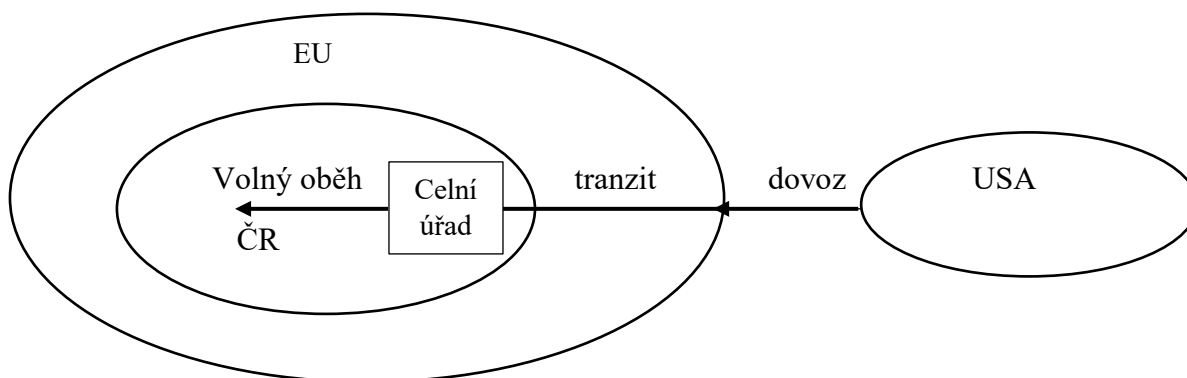 EU
Volný oběh
Celní
úřad
tranzit
dovoz
USA
ČR